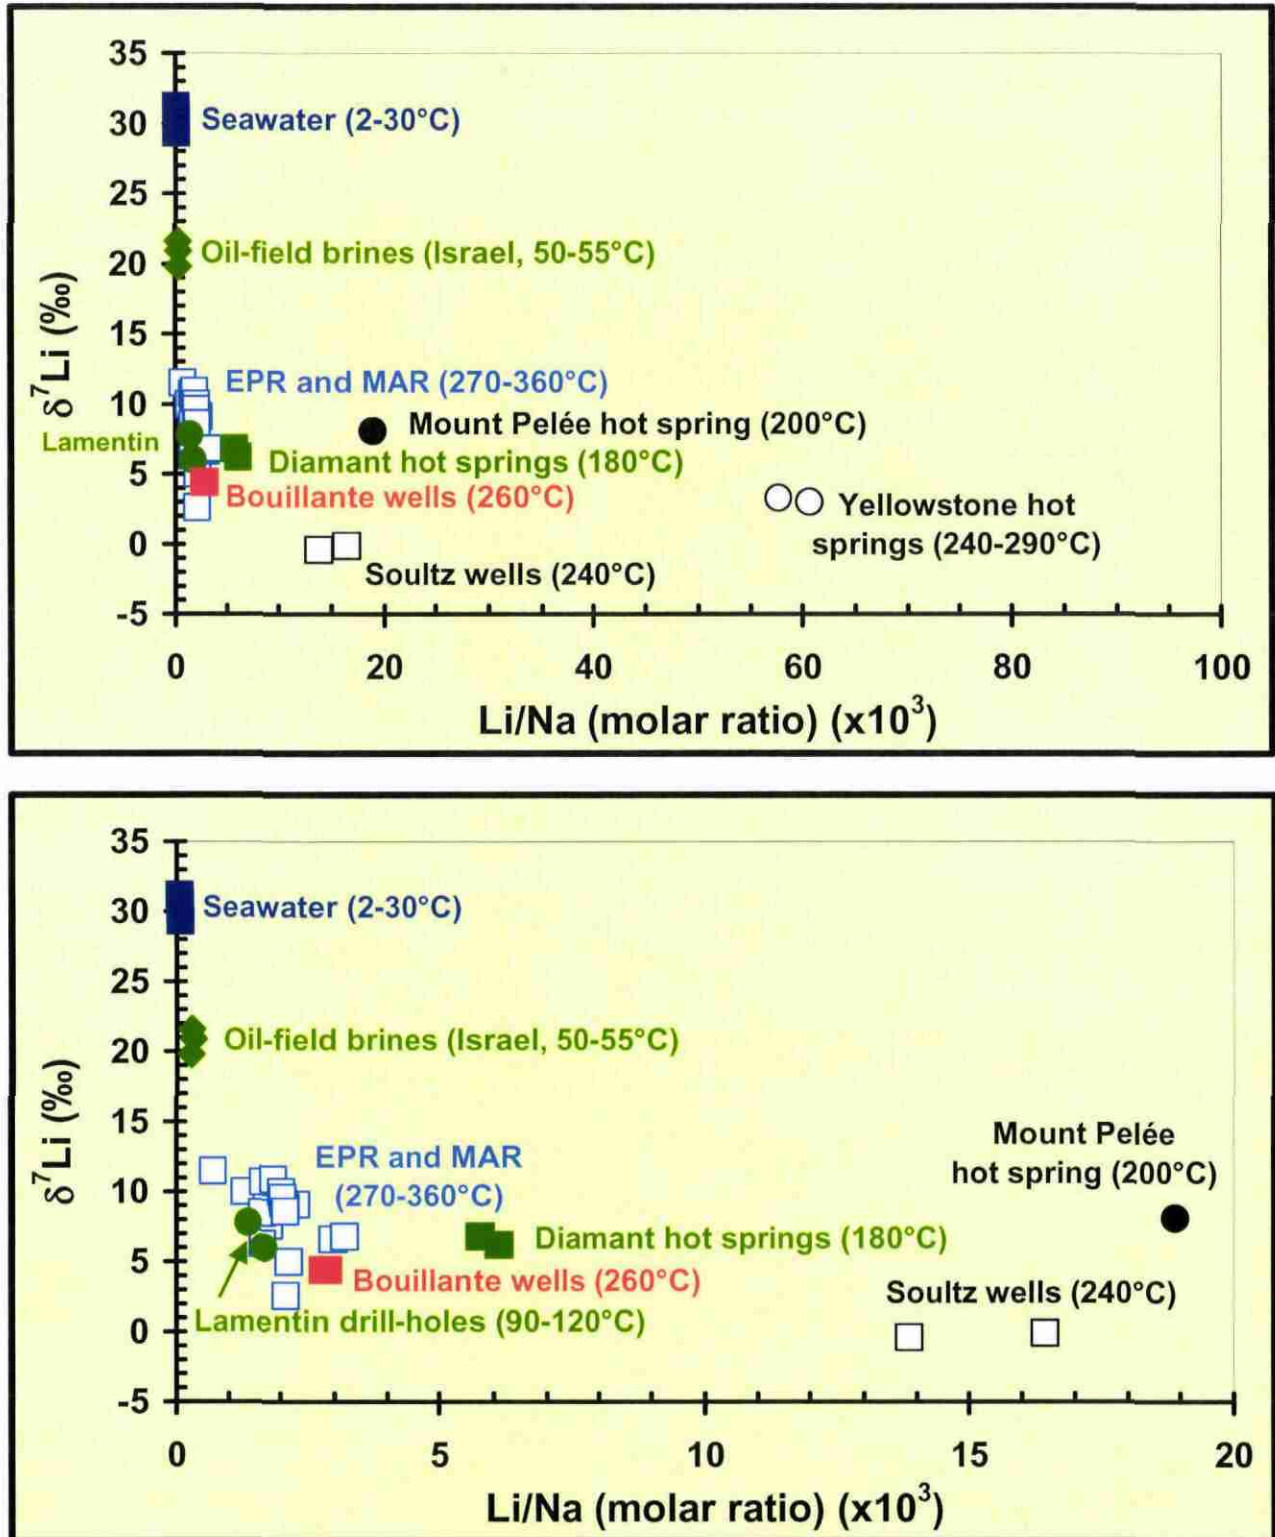 35
30
25
20
15
10
5
0
-5
δ⁷Li (‰)
Seawater (2-30°C)
Oil-field brines (Israel, 50-55°C)
EPR and MAR (270-360°C)
Mount Pelée hot spring (200°C)
Lamentin
Diamant hot springs (180°C)
Bouillante wells (260°C)
Yellowstone hot
springs (240-290°C)
Soultz wells (240°C)
0 20 40 60 80 100
Li/Na (molar ratio) (x10³)
35
30
25
20
15
10
5
0
-5
δ⁷Li (‰)
Seawater (2-30°C)
Oil-field brines (Israel, 50-55°C)
EPR and MAR
(270-360°C)
Mount Pelée
hot spring (200°C)
Diamant hot springs (180°C)
Bouillante wells (260°C)
Soultz wells (240°C)
Lamentin drill-holes (90-120°C)
0 5 10 15 20
Li/Na (molar ratio) (x10³)